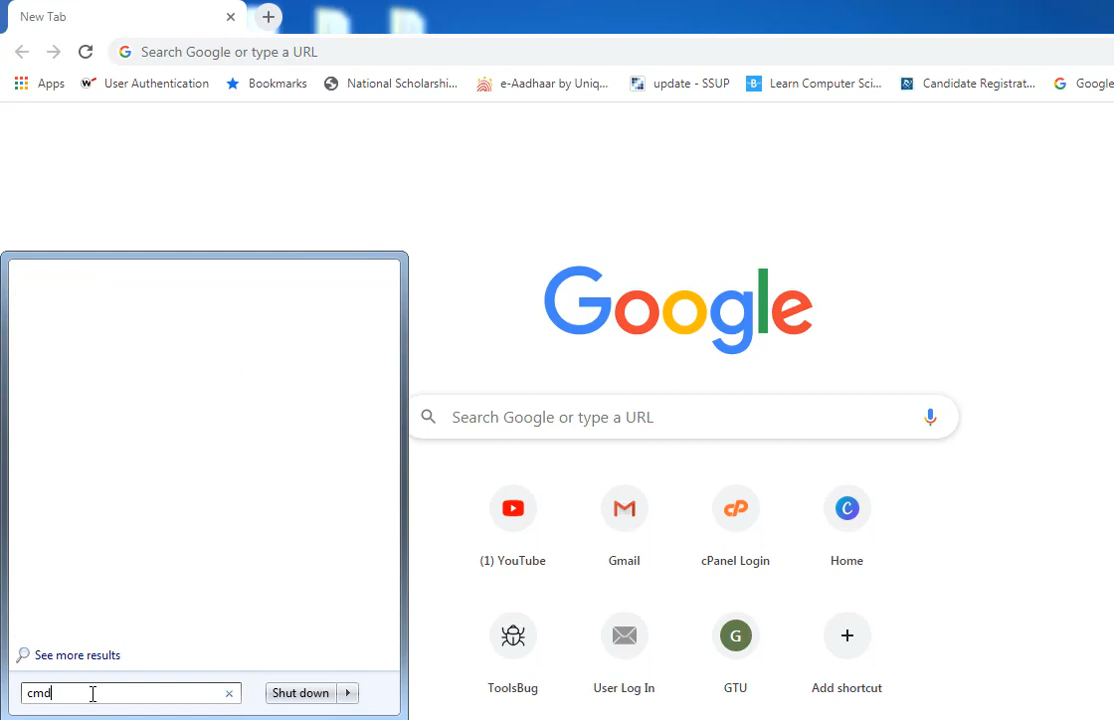 New Tab
Search Google or type a URL
Apps User Authentication Bookmarks National Scholarshi... e-Aadhaar by Uniq... update - SSUP Learn Computer Sci... Candidate Registrat... Google
Google
Search Google or type a URL
(1) YouTube Gmail cPanel Login Home
G
ToolsBug User Log In GTU Add shortcut
See more results
cmd Shut down